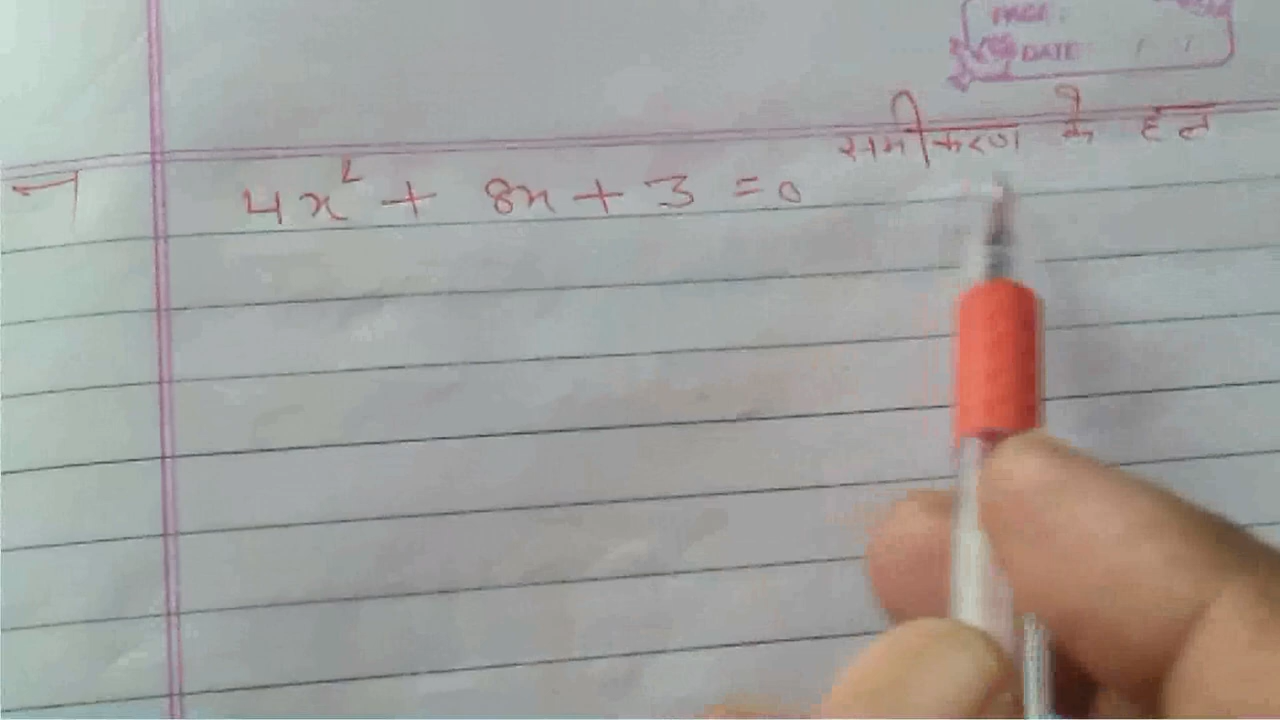 PAGE:
DATE: / /
4x² + 8x + 3 = 0 समीकरण के हल